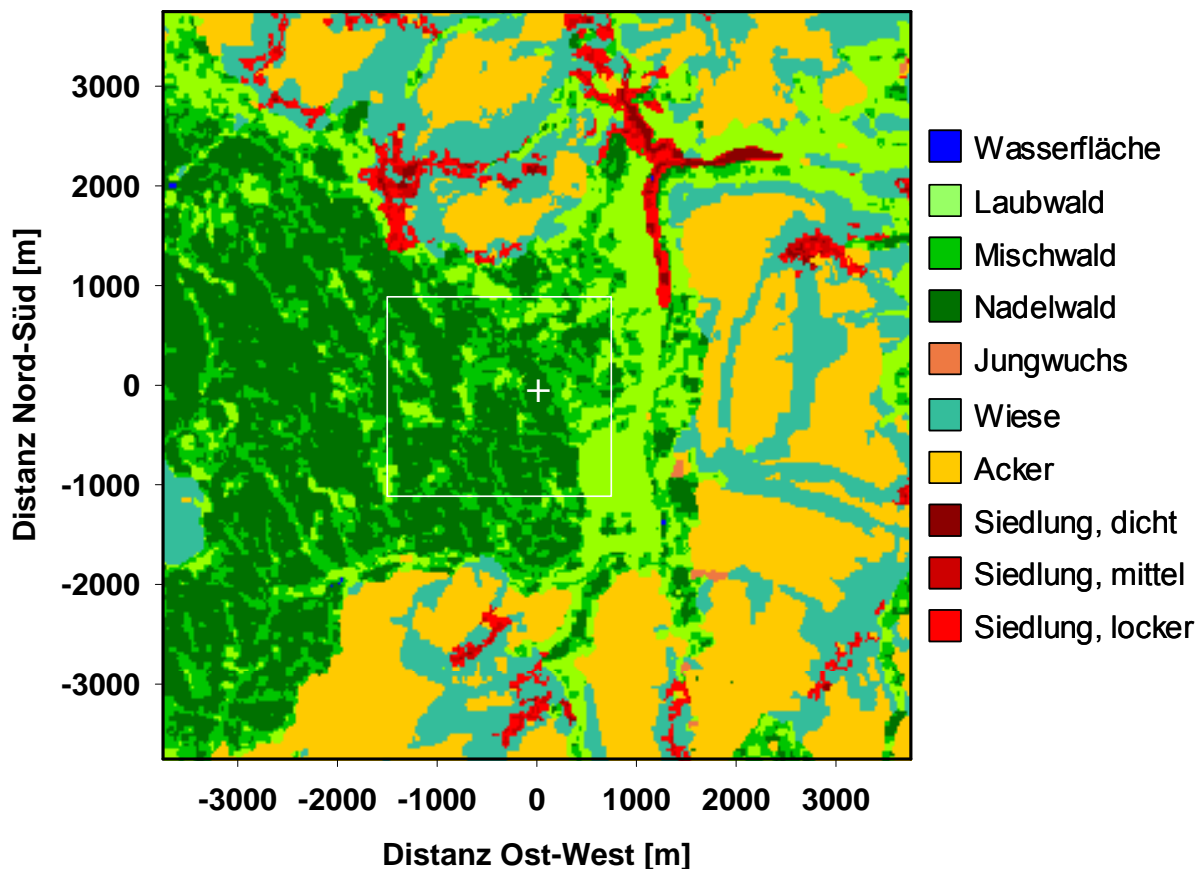 3000
2000
1000
0
-1000
-2000
-3000
Distanz Nord-Süd [m]
-3000 -2000 -1000 0 1000 2000 3000
Distanz Ost-West [m]
Wasserfläche
Laubwald
Mischwald
Nadelwald
Jungwuchs
Wiese
Acker
Siedlung, dicht
Siedlung, mittel
Siedlung, locker